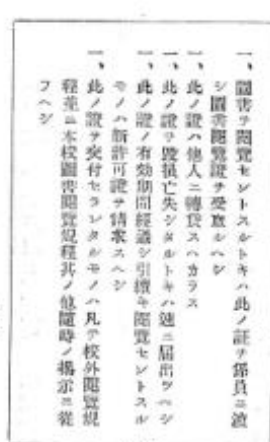 一、圖書ヲ閲覽セントスルトキハ此ノ証ヲ係員ニ渡
シ圖書閲覽證ヲ受取ルヘシ
一、此ノ證ハ他人ニ轉貸スヘカラス
一、此ノ證ヲ毀損亡失シタルトキハ速ニ届出ツヘシ
一、此ノ證ノ有効期間經過シ引續キ閲覽セントスル
モノハ新許可證ヲ請求スヘシ
一、此ノ證ヲ交付セラレタルモノハ凡テ校外閲覽規
程並ニ本校圖書閲覽規程其ノ他隨時ノ揭示ニ從
フヘシ